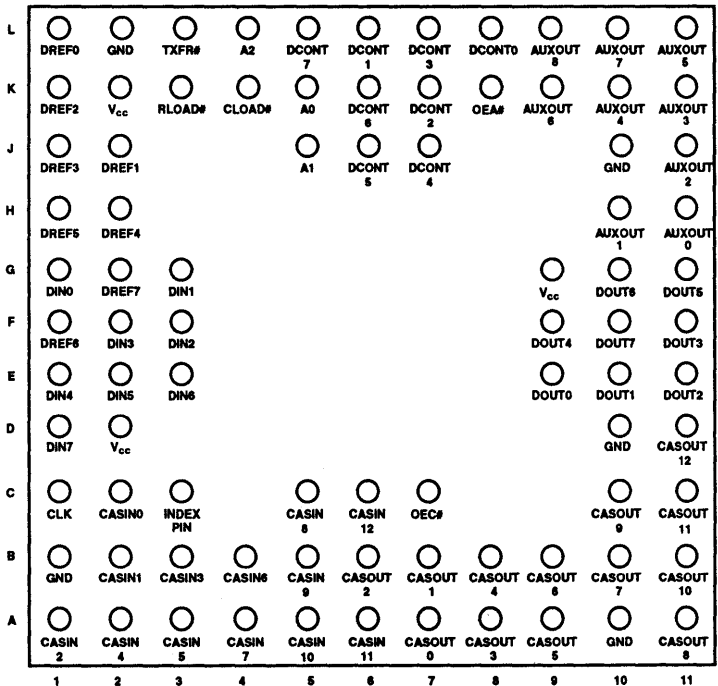 L
DREF0 GND TXFR# A2 DCONT DCONT DCONT DCONT0 AUXOUT AUXOUT AUXOUT
7 1 3 8 7 5
K
DREF2 Vcc RLOAD# CLOAD# A0 DCONT DCONT OEA# AUXOUT AUXOUT AUXOUT
6 2 6 4 3
J
DREF3 DREF1 A1 DCONT DCONT GND AUXOUT
5 4 2
H
DREF5 DREF4 AUXOUT AUXOUT
1 0
G
DIN0 DREF7 DIN1 Vcc DOUT6 DOUT5
F
DREF6 DIN3 DIN2 DOUT4 DOUT7 DOUT3
E
DIN4 DIN5 DIN6 DOUT0 DOUT1 DOUT2
D
DIN7 Vcc GND CASOUT
12
C
CLK CASIN0 INDEX CASIN CASIN OEC# CASOUT CASOUT
PIN 8 12 9 11
B
GND CASIN1 CASIN3 CASIN6 CASIN CASOUT CASOUT CASOUT CASOUT CASOUT CASOUT
9 2 1 4 6 7 10
A
CASIN CASIN CASIN CASIN CASIN CASIN CASOUT CASOUT CASOUT GND CASOUT
2 4 5 7 10 11 0 3 5 8
1 2 3 4 5 6 7 8 9 10 11